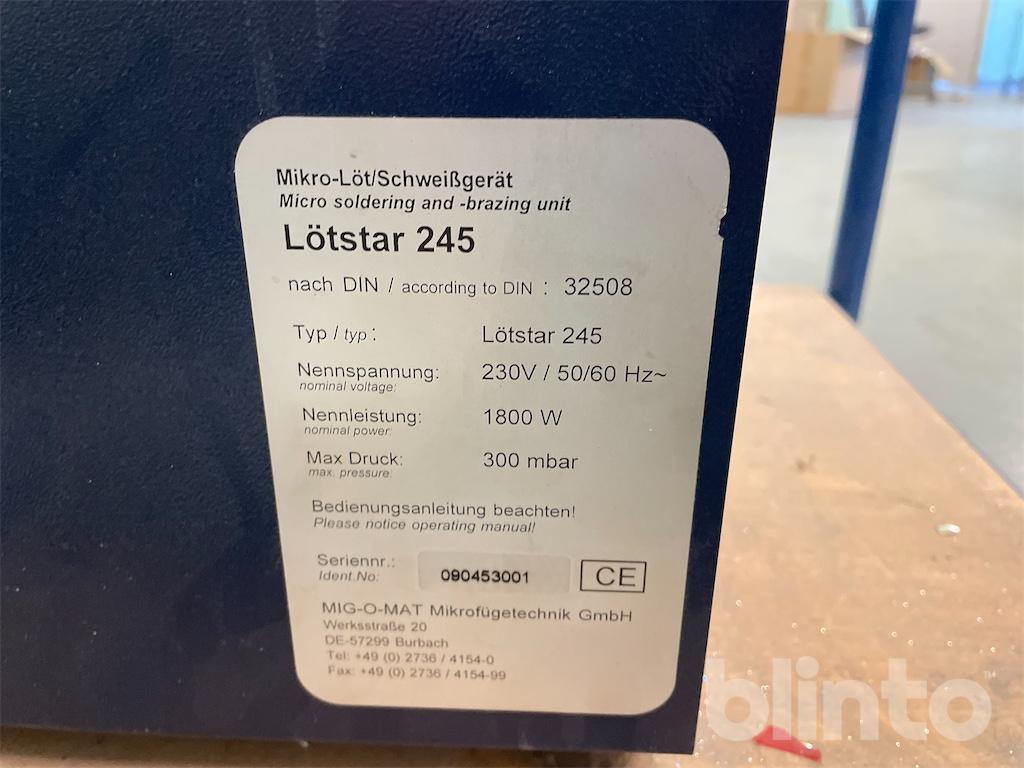 Mikro-Löt/Schweißgerät
Micro soldering and -brazing unit
Lötstar 245
nach DIN / according to DIN : 32508
Typ / typ : Lötstar 245
Nennspannung: 230V / 50/60 Hz~
nominal voltage:
Nennleistung: 1800 W
nominal power:
Max Druck: 300 mbar
max. pressure:
Bedienungsanleitung beachten!
Please notice operating manual!
Seriennr.:
Ident.No: 090453001 CE
MIG-O-MAT Mikrofügetechnik GmbH
Werksstraße 20
DE-57299 Burbach
Tel: +49 (0) 2736 / 4154-0
Fax: +49 (0) 2736 / 4154-99
blinto